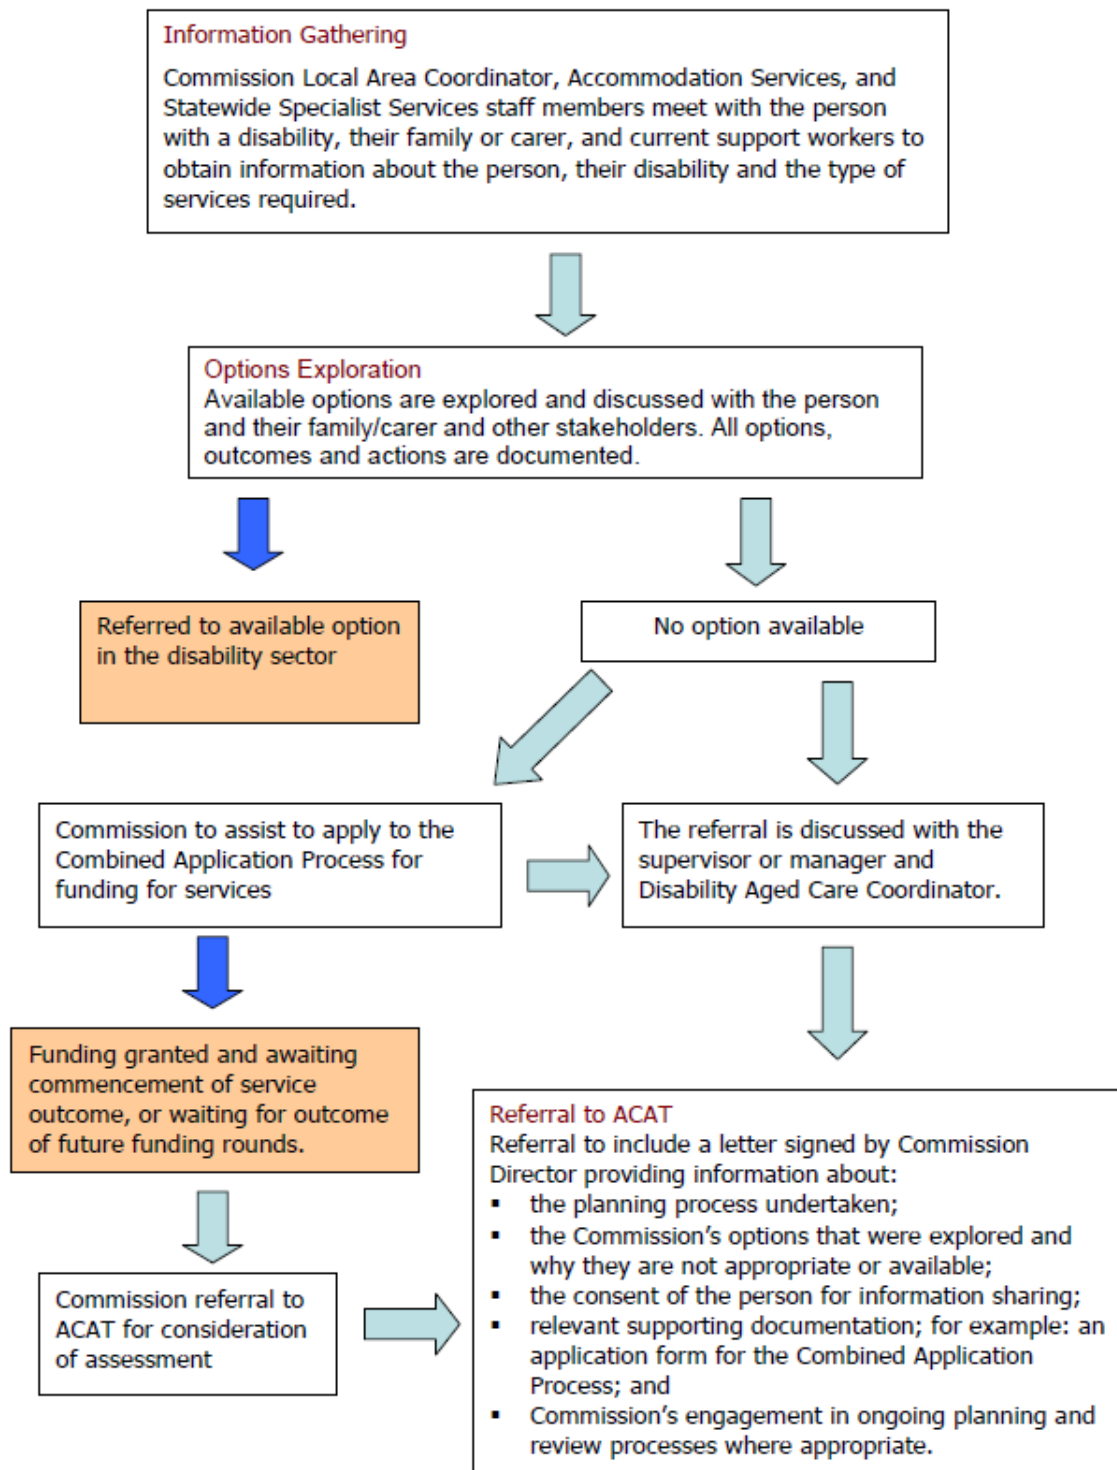 Information Gathering
Commission Local Area Coordinator, Accommodation Services, and
Statewide Specialist Services staff members meet with the person
with a disability, their family or carer, and current support workers to
obtain information about the person, their disability and the type of
services required.
Options Exploration
Available options are explored and discussed with the person
and their family/carer and other stakeholders. All options,
outcomes and actions are documented.
Referred to available option
in the disability sector
No option available
Commission to assist to apply to the
Combined Application Process for
funding for services
The referral is discussed with the
supervisor or manager and
Disability Aged Care Coordinator.
Funding granted and awaiting
commencement of service
outcome, or waiting for outcome
of future funding rounds.
Commission referral to
ACAT for consideration
of assessment
Referral to ACAT
Referral to include a letter signed by Commission
Director providing information about:
▪ the planning process undertaken;
▪ the Commission's options that were explored and
why they are not appropriate or available;
▪ the consent of the person for information sharing;
▪ relevant supporting documentation; for example: an
application form for the Combined Application
Process; and
▪ Commission's engagement in ongoing planning and
review processes where appropriate.